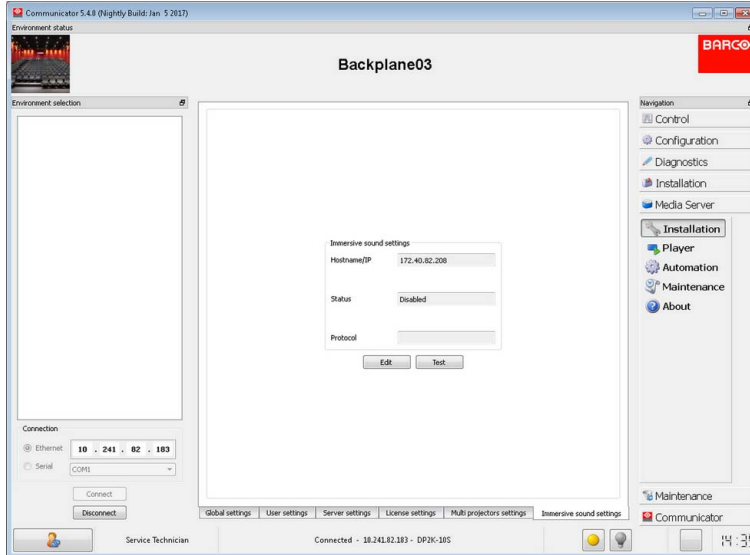 Communicator 5.4.0 (Nightly Build: Jan 5 2017)
Environment status
Backplane03
BARCO
Environment selection
Navigation
Control
Configuration
Diagnostics
Installation
Media Server
Installation
Player
Automation
Maintenance
About
Immersive sound settings
Hostname/IP 172.40.82.208
Status Disabled
Protocol
Edit Test
Connection
Ethernet 10 . 241 . 82 . 183
Serial COM1
Connect
Disconnect
Global settings User settings Server settings License settings Multi projectors settings Immersive sound settings
Maintenance
Communicator
Service Technician Connected - 10.241.82.183 - DP2K-10S